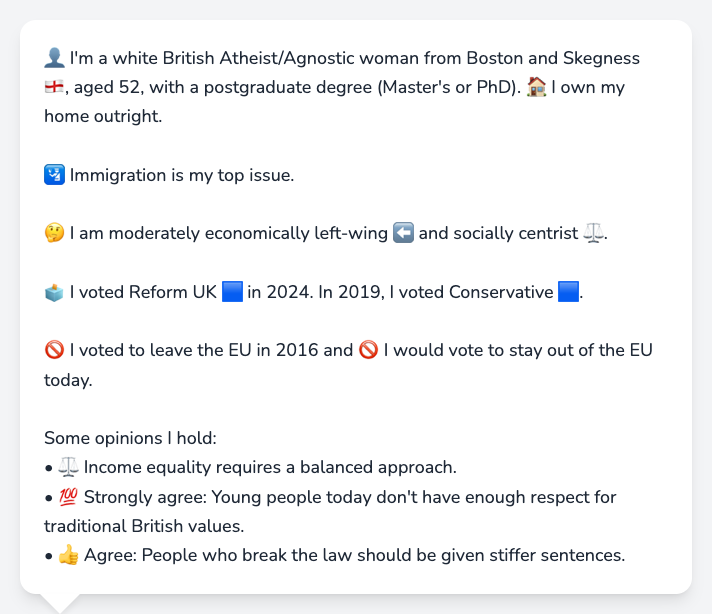 👤 I'm a white British Atheist/Agnostic woman from Boston and Skegness
🏴󠁧󠁢󠁥󠁮󠁧󠁿, aged 52, with a postgraduate degree (Master's or PhD). 🏠 I own my
home outright.
🛂 Immigration is my top issue.
🤔 I am moderately economically left-wing ⬅️ and socially centrist ⚖️.
🗳️ I voted Reform UK 🟦 in 2024. In 2019, I voted Conservative 🟦.
🚫 I voted to leave the EU in 2016 and 🚫 I would vote to stay out of the EU
today.
Some opinions I hold:
• ⚖️ Income equality requires a balanced approach.
• 💯 Strongly agree: Young people today don't have enough respect for
traditional British values.
• 👍 Agree: People who break the law should be given stiffer sentences.